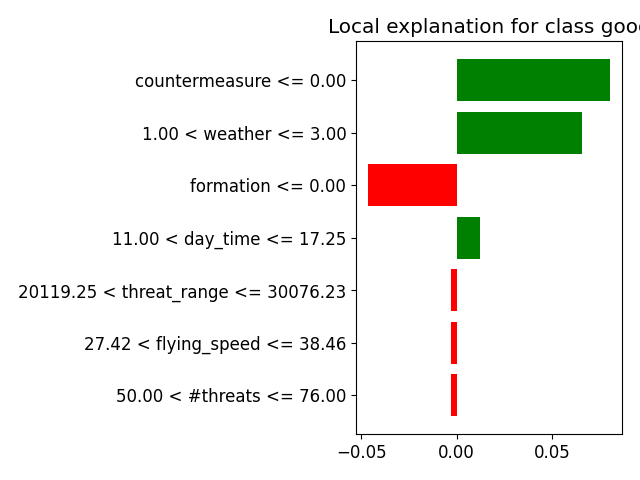 Local explanation for class good
countermeasure <= 0.00
1.00 < weather <= 3.00
formation <= 0.00
11.00 < day_time <= 17.25
20119.25 < threat_range <= 30076.23
27.42 < flying_speed <= 38.46
50.00 < #threats <= 76.00
−0.05 0.00 0.05